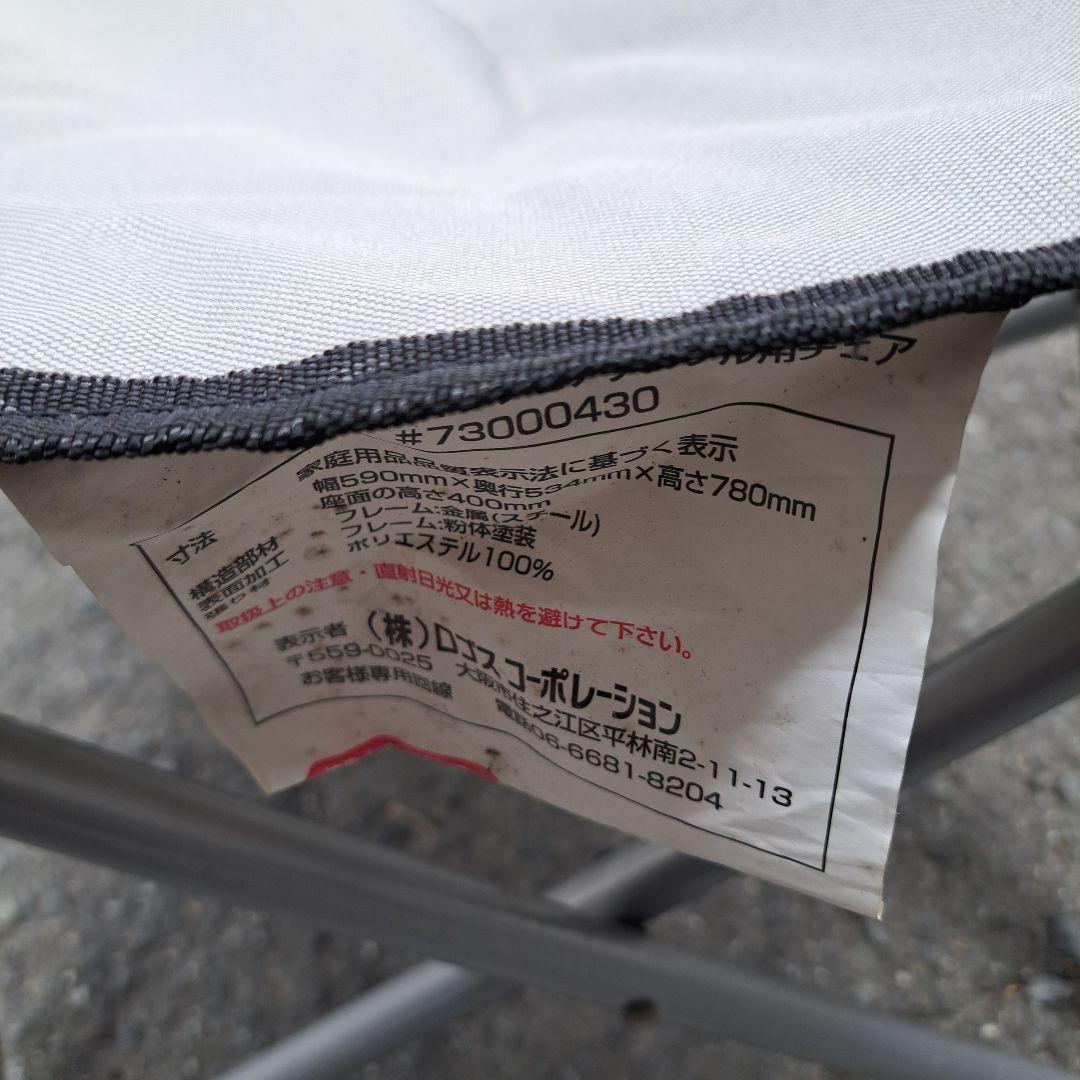 用チェア
#73000430
家庭用品品質表示法に基づく表示
寸法 幅590mm×奥行534mm×高さ780mm
座面の高さ400mm
構造部材 フレーム:金属(スチール)
表面加工 フレーム:粉体塗装
張り材 ポリエステル100%
取扱上の注意・直射日光又は熱を避けて下さい。
表示者 (株)ロゴス コーポレーション
〒559-0025 大阪市住之江区平林南2-11-13
お客様専用回線 電話06-6681-8204